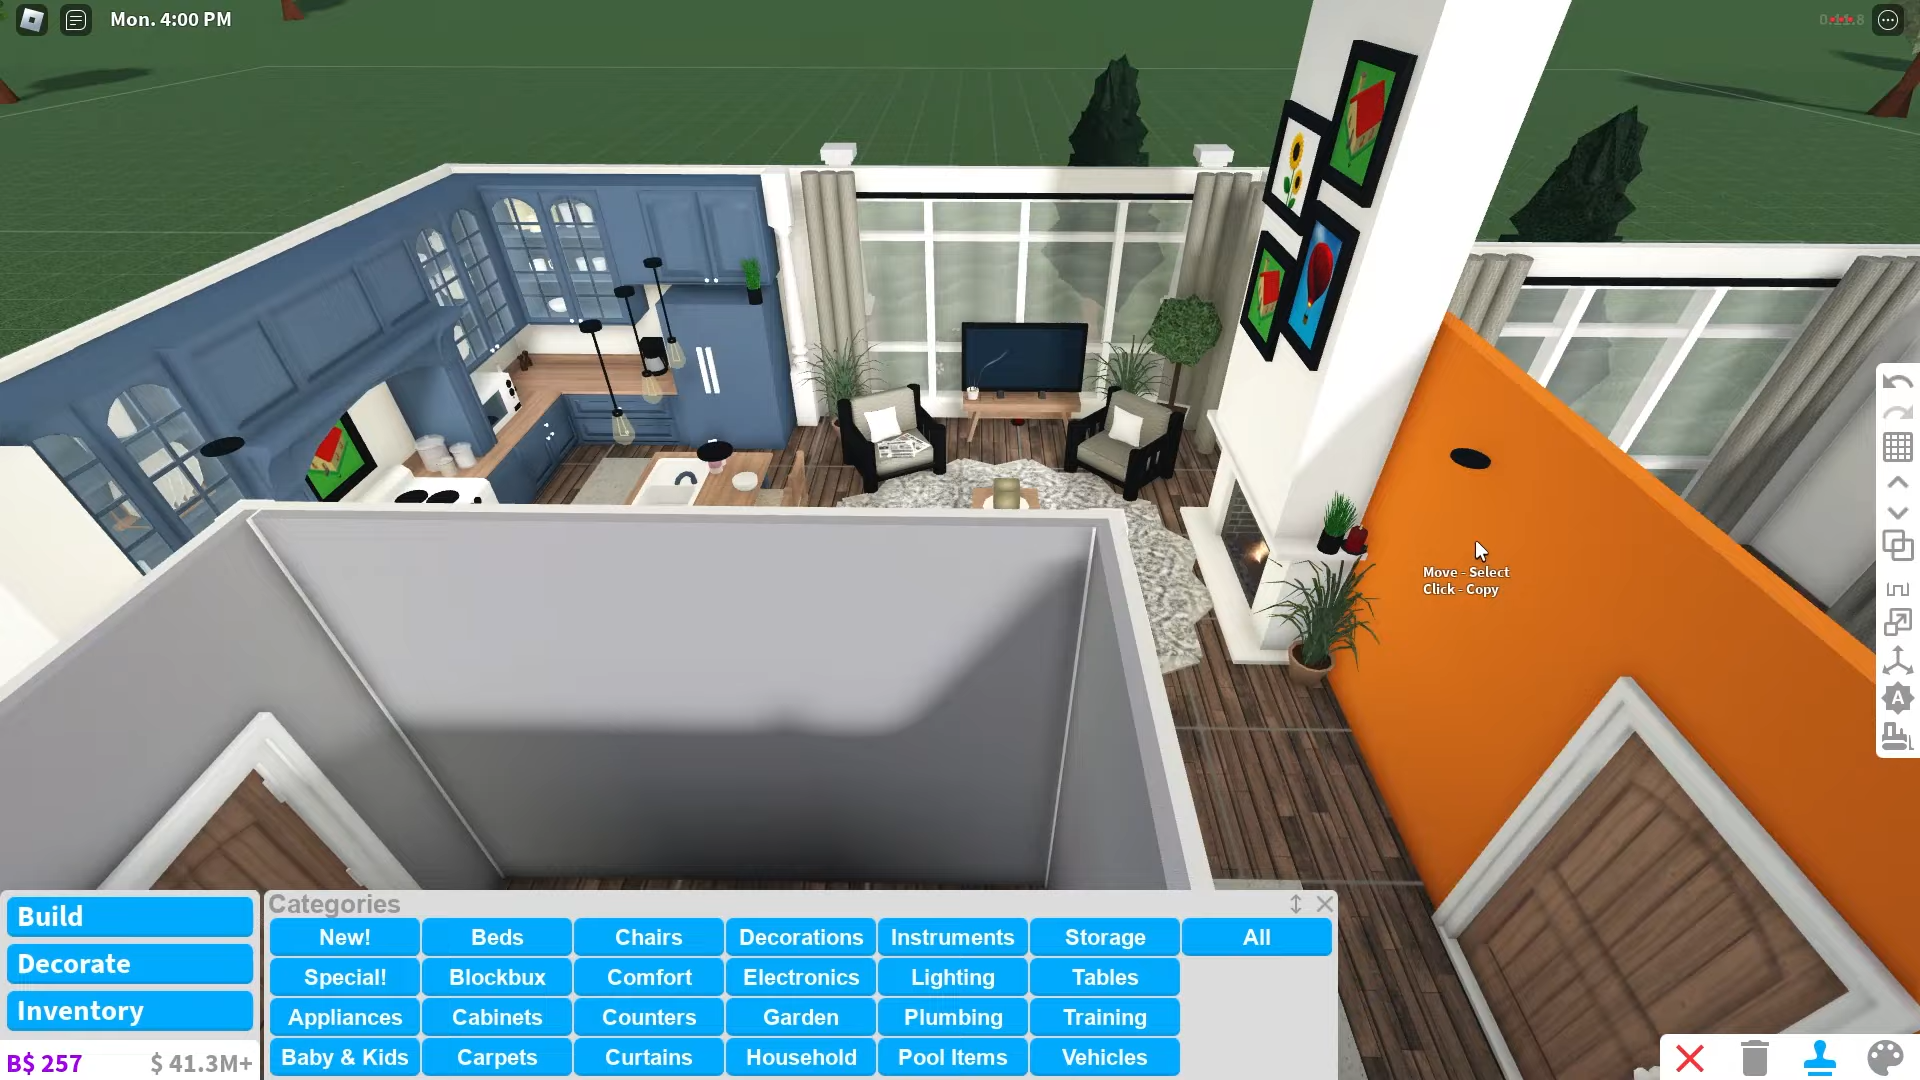 Mon. 4:00 PM
Move - Select
Click - Copy
Build
Decorate
Inventory
B$ 257
$ 41.3M+
Categories
New!
Beds
Chairs
Decorations
Instruments
Storage
All
Special!
Blockbux
Comfort
Electronics
Lighting
Tables
Appliances
Cabinets
Counters
Garden
Plumbing
Training
Baby & Kids
Carpets
Curtains
Household
Pool Items
Vehicles
A